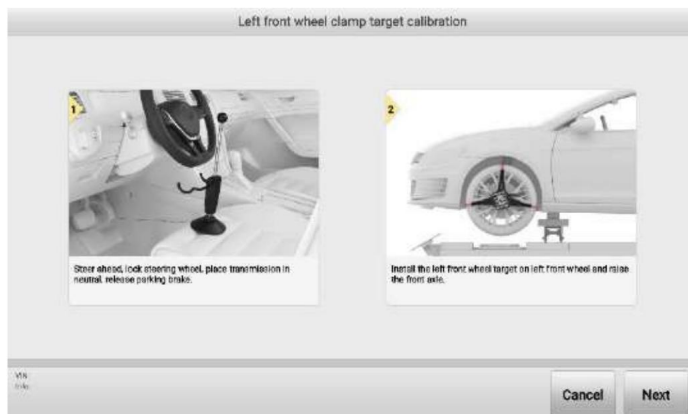 Left front wheel clamp target calibration
1
2
Steer ahead, lock steering wheel, place transmission in
neutral, release parking brake.
Install the left front wheel target on left front wheel and raise
the front axle.
VIN
Cancel
Next